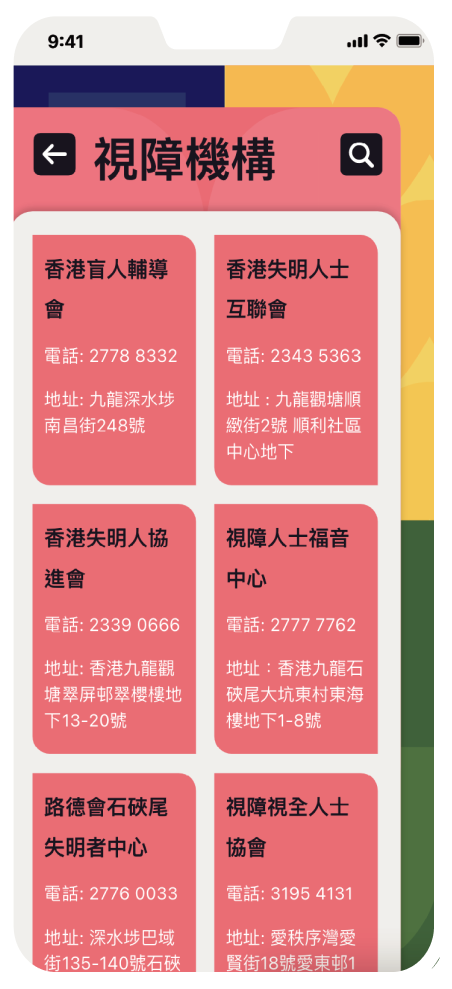 9:41
視障機構
香港盲人輔導
會
電話: 2778 8332
地址: 九龍深水埗
南昌街248號
香港失明人士
互聯會
電話: 2343 5363
地址 : 九龍觀塘順
緻街2號 順利社區
中心地下
香港失明人協
進會
電話: 2339 0666
地址: 香港九龍觀
塘翠屏邨翠櫻樓地
下13-20號
視障人士福音
中心
電話: 2777 7762
地址：香港九龍石
硤尾大坑東村東海
樓地下1-8號
路德會石硤尾
失明者中心
電話: 2776 0033
地址: 深水埗巴域
街135-140號石硤
視障視全人士
協會
電話: 3195 4131
地址: 愛秩序灣愛
賢街18號愛東邨1